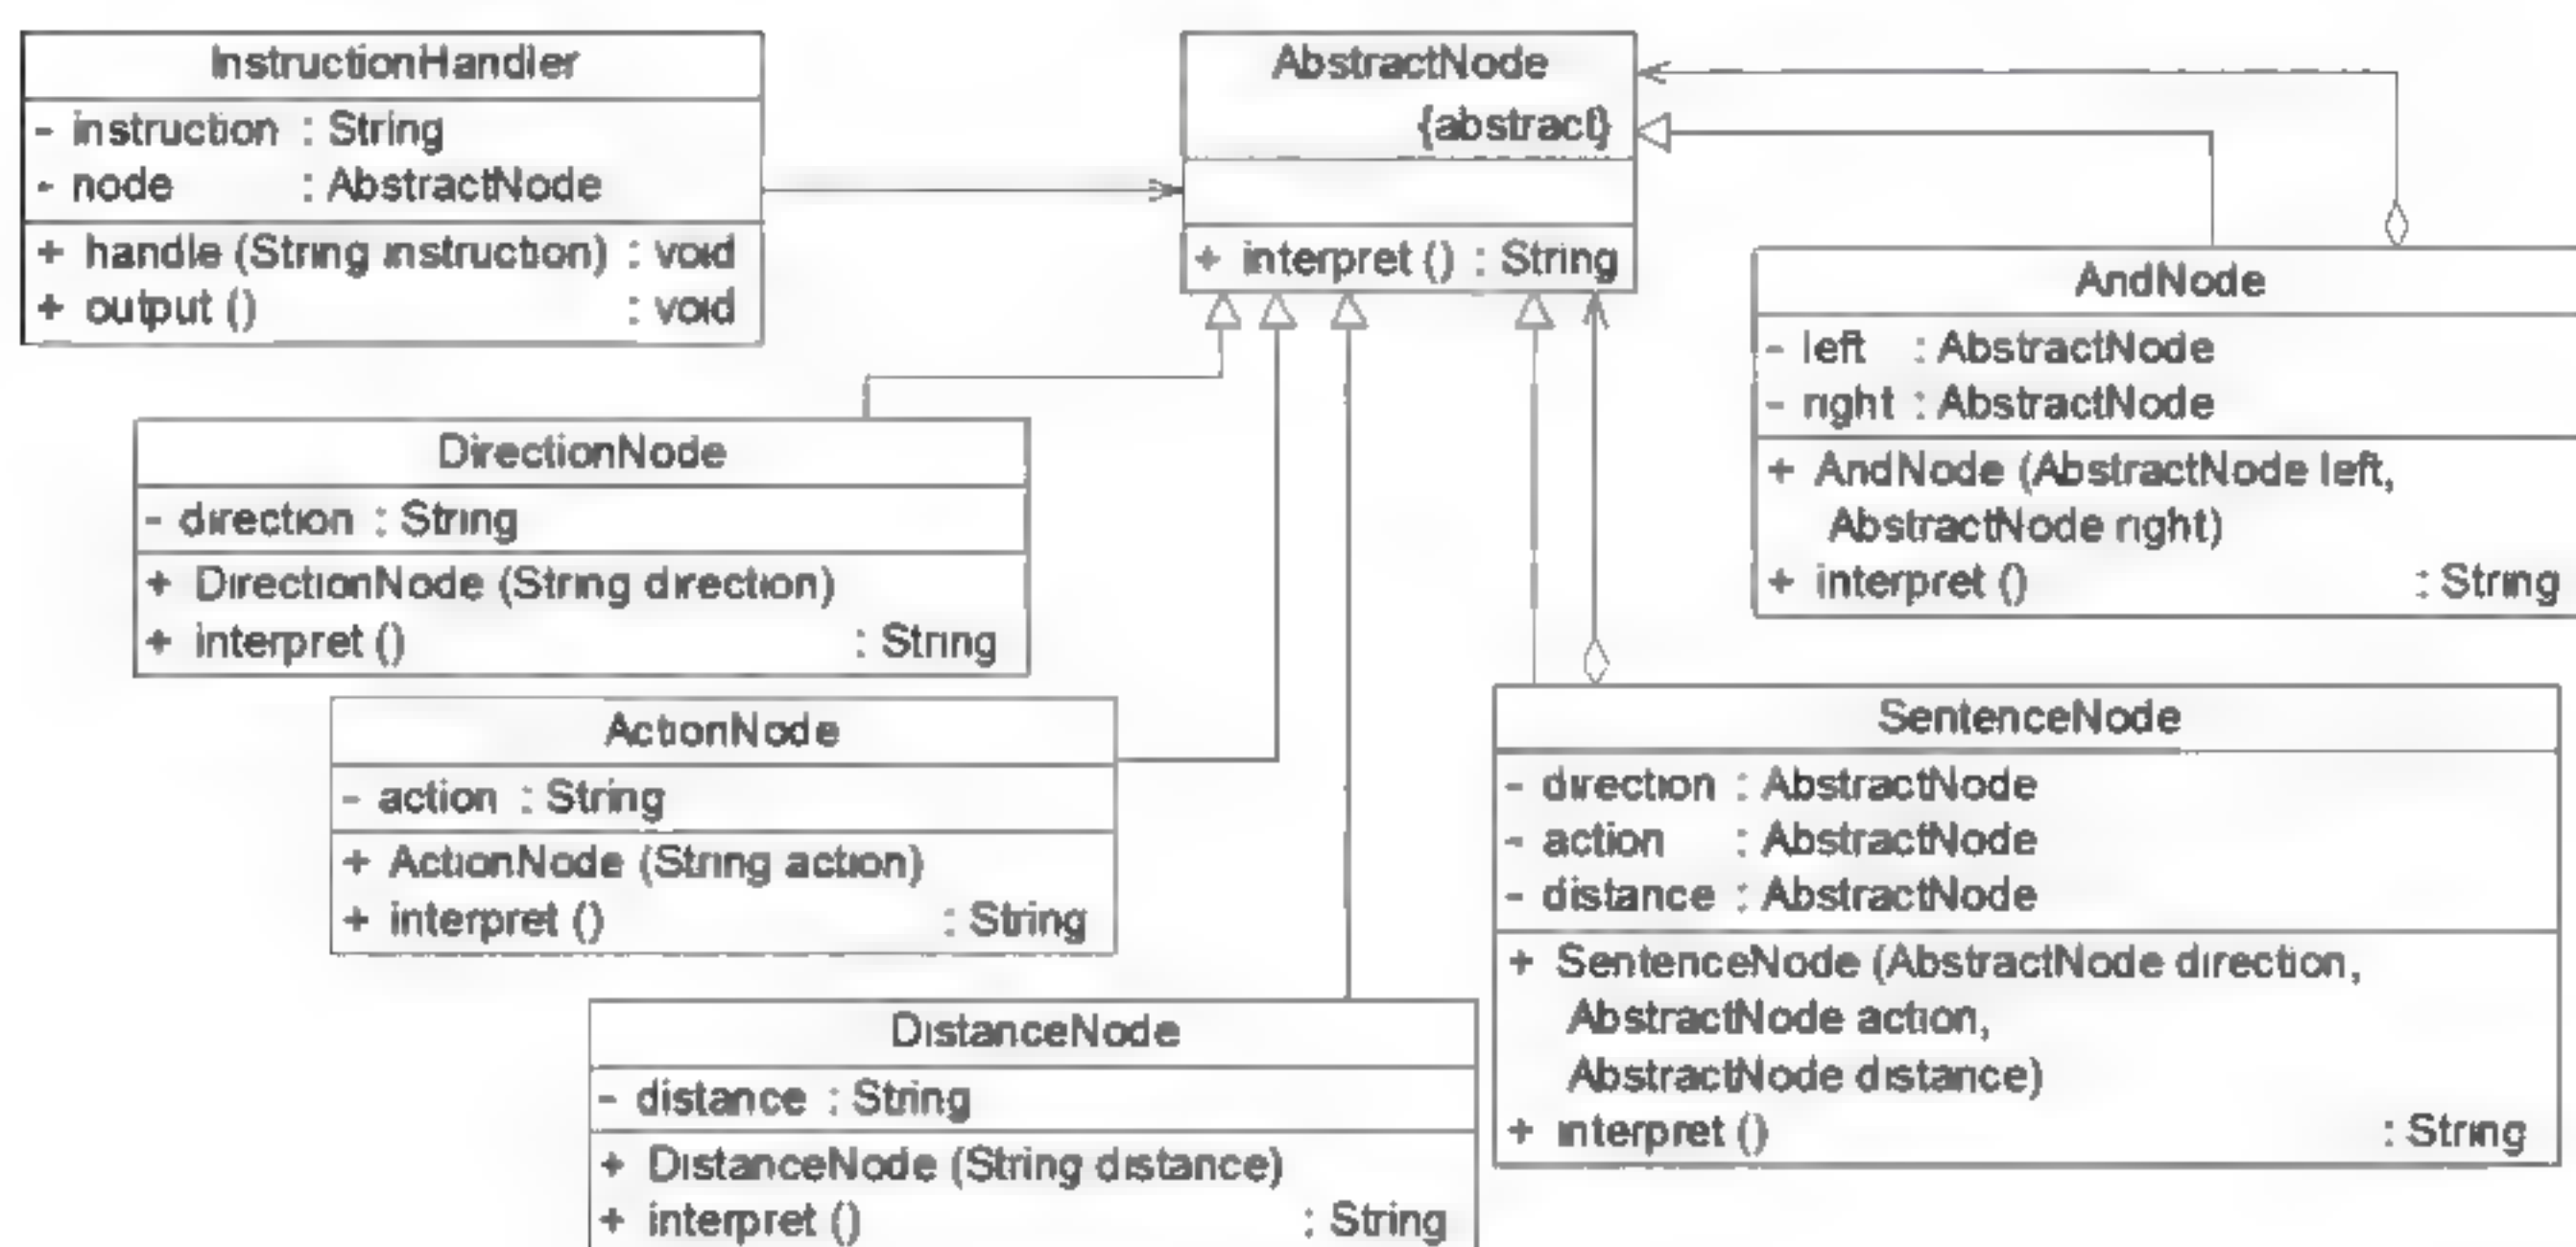 InstructionHandler
- instruction : String
- node : AbstractNode
+ handle (String instruction) : void
+ output () : void
AbstractNode
{abstract}
+ interpret () : String
AndNode
- left : AbstractNode
- right : AbstractNode
+ AndNode (AbstractNode left,
AbstractNode right)
+ interpret () : String
DirectionNode
- direction : String
+ DirectionNode (String direction)
+ interpret () : String
ActionNode
- action : String
+ ActionNode (String action)
+ interpret () : String
DistanceNode
- distance : String
+ DistanceNode (String distance)
+ interpret () : String
SentenceNode
- direction : AbstractNode
- action : AbstractNode
- distance : AbstractNode
+ SentenceNode (AbstractNode direction,
AbstractNode action,
AbstractNode distance)
+ interpret () : String